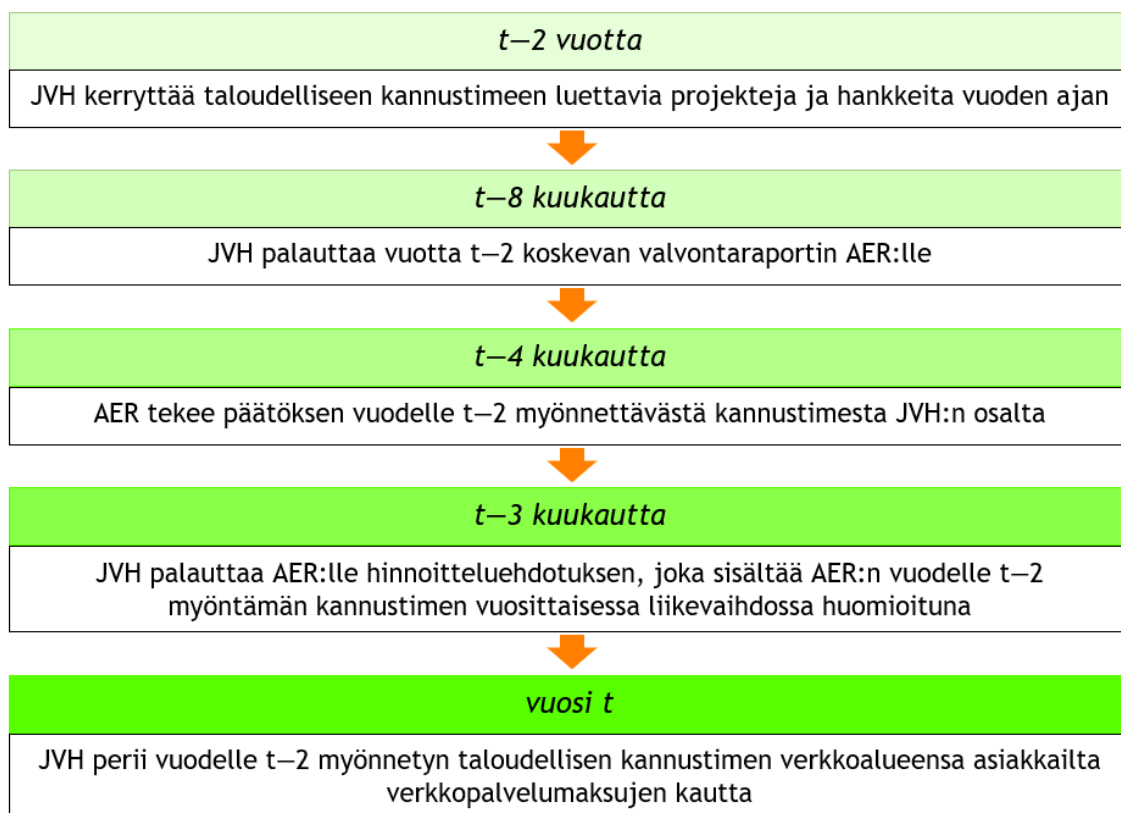 t–2 vuotta
JVH kerryttää taloudelliseen kannustimeen luettavia projekteja ja hankkeita vuoden ajan
t–8 kuukautta
JVH palauttaa vuotta t–2 koskevan valvontaraportin AER:lle
t–4 kuukautta
AER tekee päätöksen vuodelle t–2 myönnettävästä kannustimesta JVH:n osalta
t–3 kuukautta
JVH palauttaa AER:lle hinnoitteluehdotuksen, joka sisältää AER:n vuodelle t–2
myöntämän kannustimen vuosittaisessa liikevaihdossa huomioituna
vuosi t
JVH perii vuodelle t–2 myönnetyn taloudellisen kannustimen verkkoalueensa asiakkailta
verkkopalvelumaksujen kautta